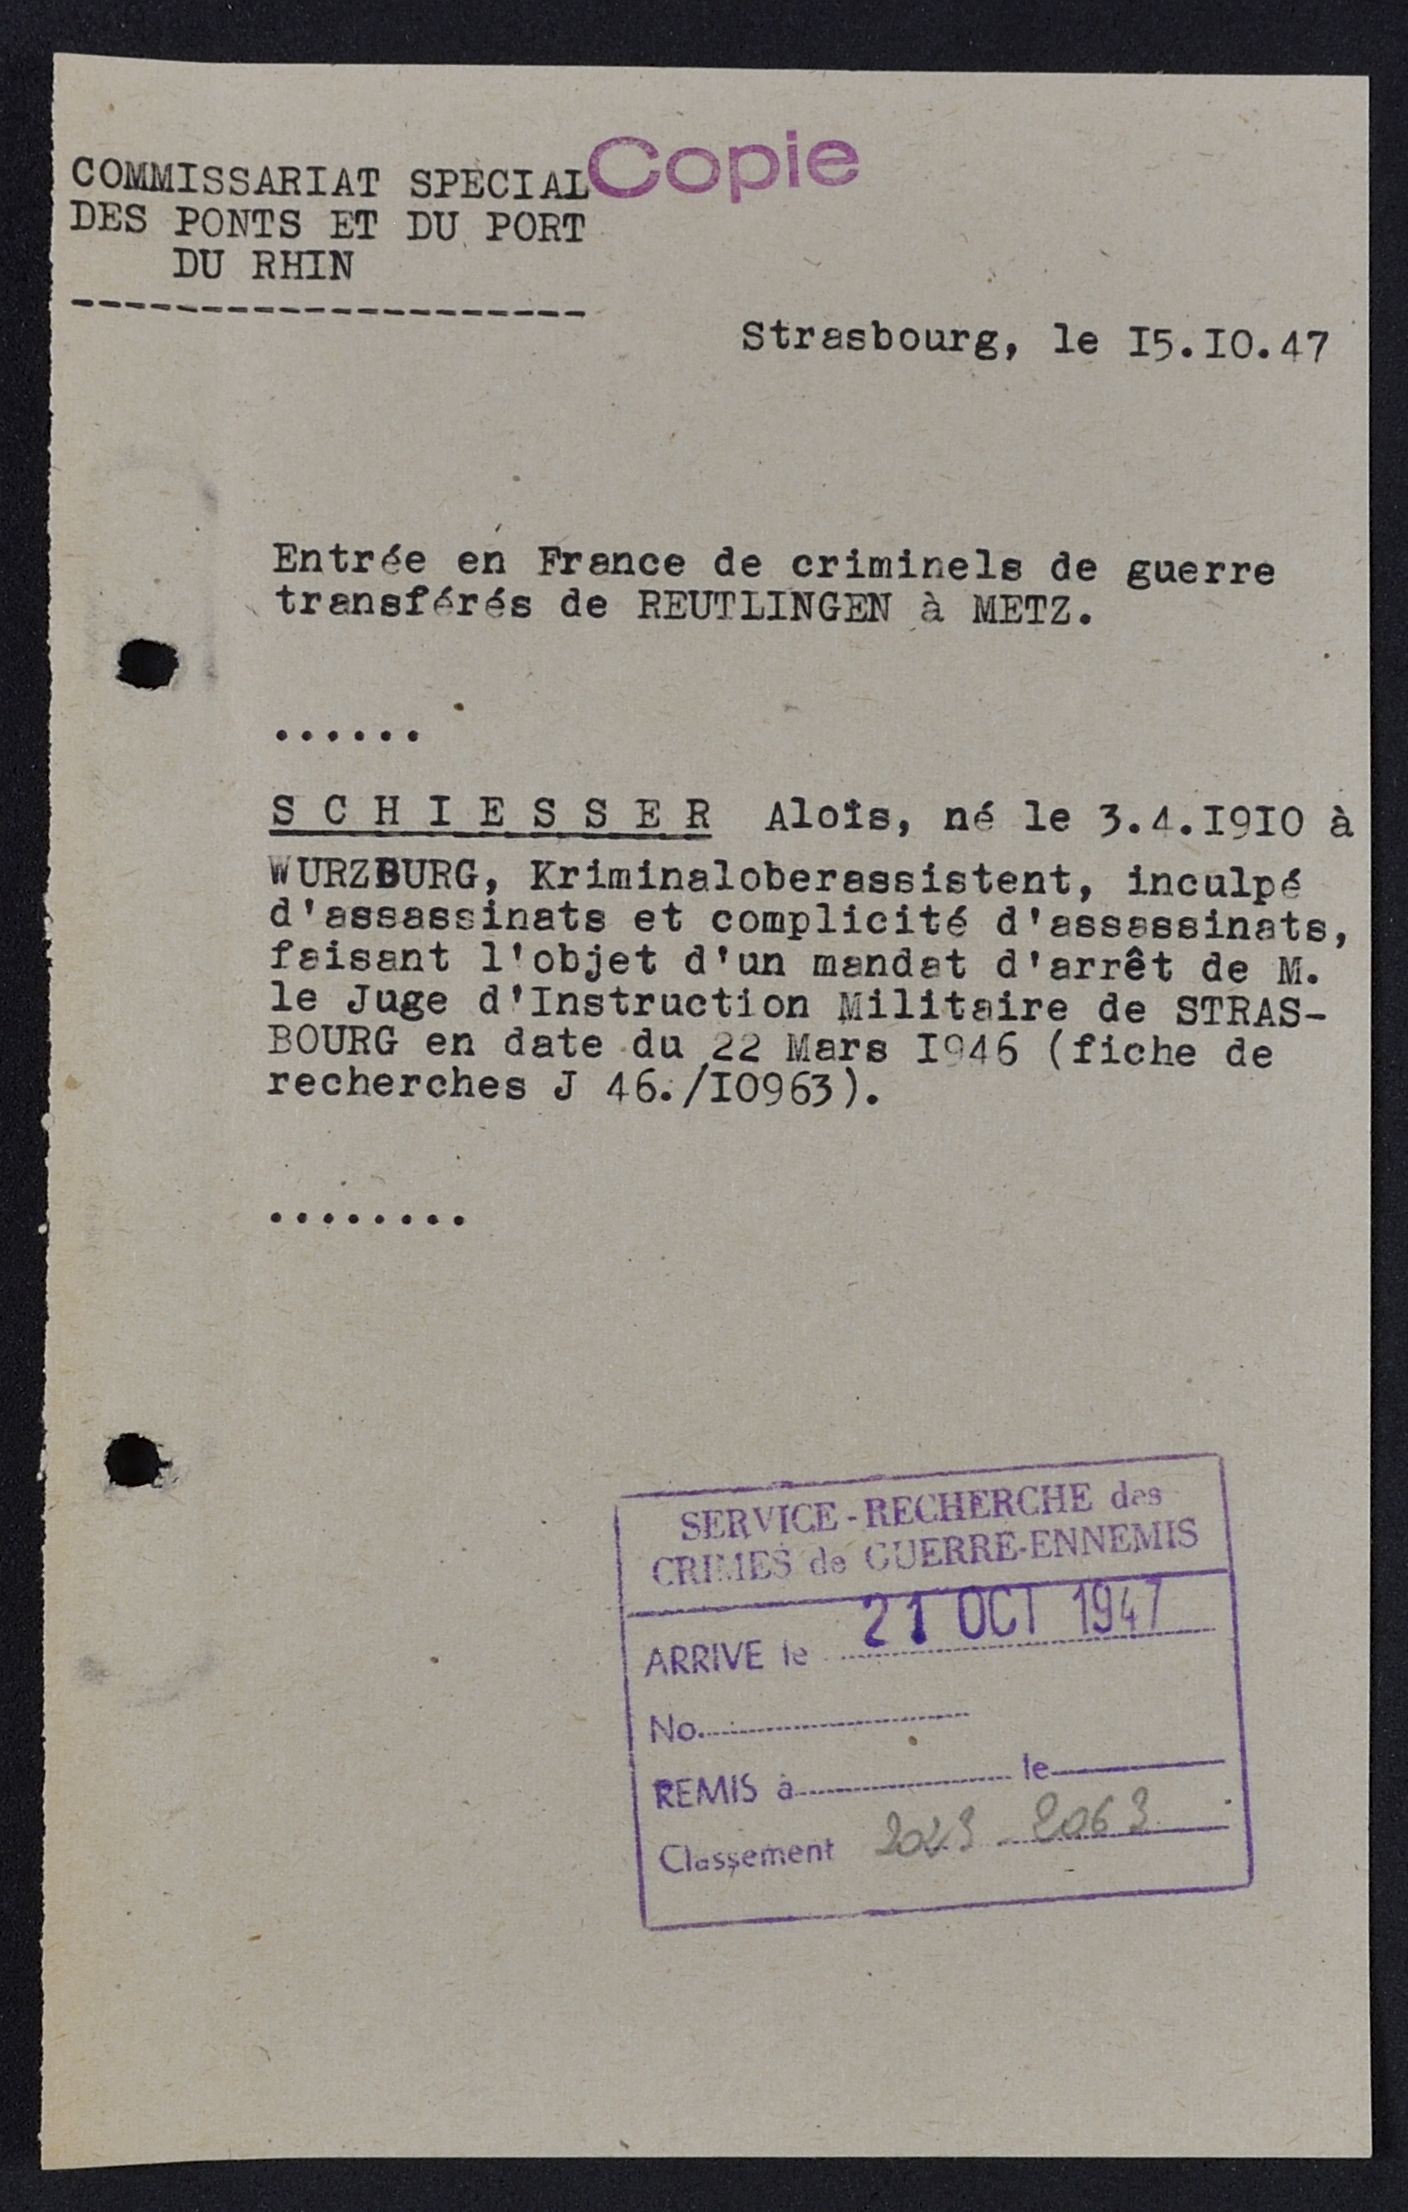 Copie
COMMISSARIAT SPECIAL
DES PONTS ET DU PORT
DU RHIN
--------------------
Strasbourg, le I5.IO.47
Entrée en France de criminels de guerre
transférés de REUTLINGEN à METZ.
......
S C H I E S S E R Aloïs, né le 3.4.I9IO à
WURZBURG, Kriminaloberassistent, inculpé
d'assassinats et complicité d'assassinats,
faisant l'objet d'un mandat d'arrêt de M.
le Juge d'Instruction Militaire de STRAS-
BOURG en date du 22 Mars I946 (fiche de
recherches J 46./IO963).
........
SERVICE-RECHERCHE des
CRIMES de GUERRE-ENNEMIS
ARRIVE le 21 OCT 1947
No.
REMIS à le
Classement 2063